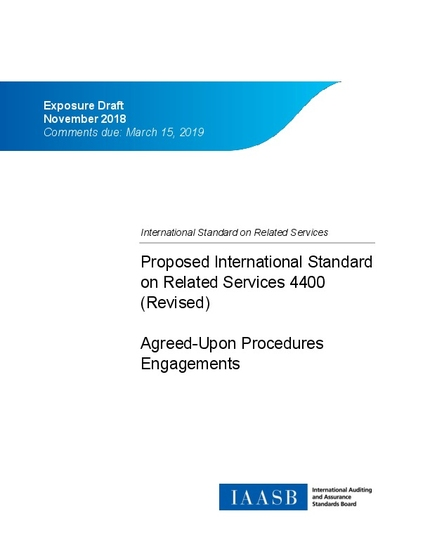 Exposure Draft
November 2018
Comments due: March 15, 2019
International Standard on Related Services
Proposed International Standard
on Related Services 4400
(Revised)
Agreed-Upon Procedures
Engagements
IAASB
International Auditing
and Assurance
Standards Board